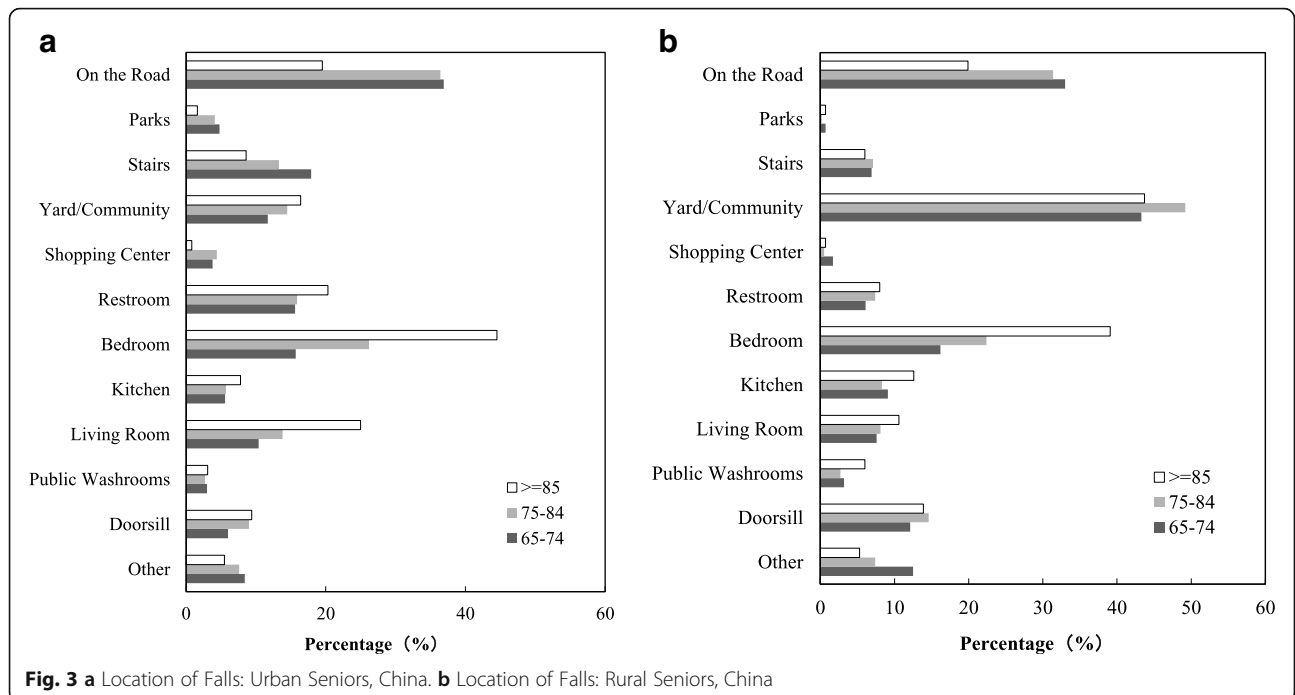 a
On the Road
Parks
Stairs
Yard/Community
Shopping Center
Restroom
Bedroom
Kitchen
Living Room
Public Washrooms
Doorsill
Other
>=85
75-84
65-74
0 20 40 60
Percentage (%)
b
On the Road
Parks
Stairs
Yard/Community
Shopping Center
Restroom
Bedroom
Kitchen
Living Room
Public Washrooms
Doorsill
Other
>=85
75-84
65-74
0 10 20 30 40 50 60
Percentage (%)
Fig. 3 a Location of Falls: Urban Seniors, China. b Location of Falls: Rural Seniors, China